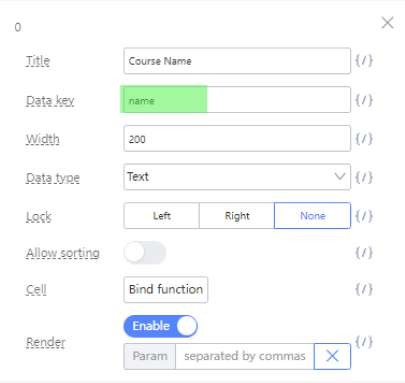 0
Title Course Name {/}
Data key name {/}
Width 200 {/}
Data type Text {/}
Lock Left Right None {/}
Allow sorting {/}
Cell Bind function {/}
Enable
Render {/}
Param separated by commas